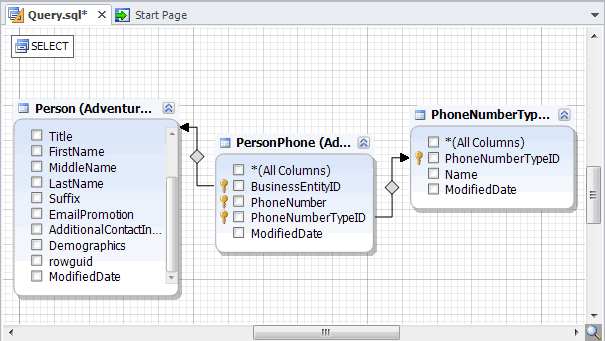 Query.sql*
Start Page
SELECT
Person (Adventur...
Title
FirstName
MiddleName
LastName
Suffix
EmailPromotion
AdditionalContactIn...
Demographics
rowguid
ModifiedDate
PersonPhone (Ad...
*(All Columns)
BusinessEntityID
PhoneNumber
PhoneNumberTypeID
ModifiedDate
PhoneNumberTyp...
*(All Columns)
PhoneNumberTypeID
Name
ModifiedDate